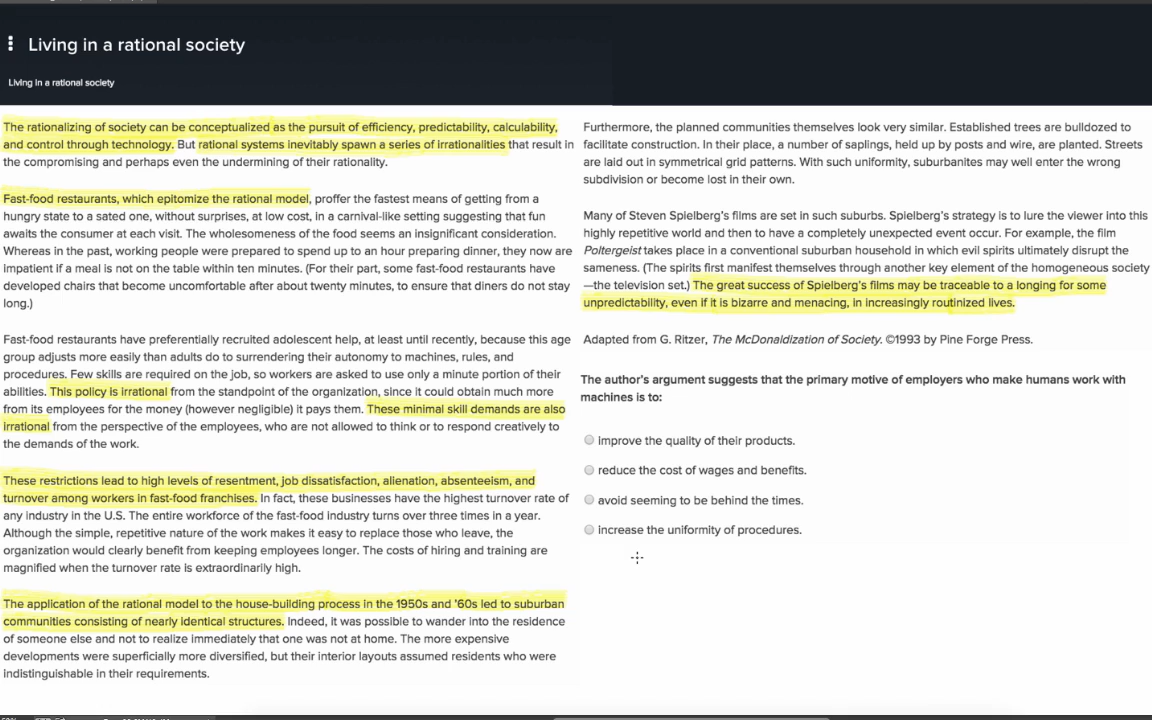 Living in a rational society
Living in a rational society
The rationalizing of society can be conceptualized as the pursuit of efficiency, predictability, calculability,
and control through technology. But rational systems inevitably spawn a series of irrationalities that result in
the compromising and perhaps even the undermining of their rationality.
Fast-food restaurants, which epitomize the rational model, proffer the fastest means of getting from a
hungry state to a sated one, without surprises, at low cost, in a carnival-like setting suggesting that fun
awaits the consumer at each visit. The wholesomeness of the food seems an insignificant consideration.
Whereas in the past, working people were prepared to spend up to an hour preparing dinner, they now are
impatient if a meal is not on the table within ten minutes. (For their part, some fast-food restaurants have
developed chairs that become uncomfortable after about twenty minutes, to ensure that diners do not stay
long.)
Fast-food restaurants have preferentially recruited adolescent help, at least until recently, because this age
group adjusts more easily than adults do to surrendering their autonomy to machines, rules, and
procedures. Few skills are required on the job, so workers are asked to use only a minute portion of their
abilities. This policy is irrational from the standpoint of the organization, since it could obtain much more
from its employees for the money (however negligible) it pays them. These minimal skill demands are also
irrational from the perspective of the employees, who are not allowed to think or to respond creatively to
the demands of the work.
These restrictions lead to high levels of resentment, job dissatisfaction, alienation, absenteeism, and
turnover among workers in fast-food franchises. In fact, these businesses have the highest turnover rate of
any industry in the U.S. The entire workforce of the fast-food industry turns over three times in a year.
Although the simple, repetitive nature of the work makes it easy to replace those who leave, the
organization would clearly benefit from keeping employees longer. The costs of hiring and training are
magnified when the turnover rate is extraordinarily high.
The application of the rational model to the house-building process in the 1950s and '60s led to suburban
communities consisting of nearly identical structures. Indeed, it was possible to wander into the residence
of someone else and not to realize immediately that one was not at home. The more expensive
developments were superficially more diversified, but their interior layouts assumed residents who were
indistinguishable in their requirements.
Furthermore, the planned communities themselves look very similar. Established trees are bulldozed to
facilitate construction. In their place, a number of saplings, held up by posts and wire, are planted. Streets
are laid out in symmetrical grid patterns. With such uniformity, suburbanites may well enter the wrong
subdivision or become lost in their own.
Many of Steven Spielberg's films are set in such suburbs. Spielberg's strategy is to lure the viewer into this
highly repetitive world and then to have a completely unexpected event occur. For example, the film
Poltergeist takes place in a conventional suburban household in which evil spirits ultimately disrupt the
sameness. (The spirits first manifest themselves through another key element of the homogeneous society
—the television set.) The great success of Spielberg's films may be traceable to a longing for some
unpredictability, even if it is bizarre and menacing, in increasingly routinized lives.
Adapted from G. Ritzer, The McDonaldization of Society. ©1993 by Pine Forge Press.
The author's argument suggests that the primary motive of employers who make humans work with
machines is to:
improve the quality of their products.
reduce the cost of wages and benefits.
avoid seeming to be behind the times.
increase the uniformity of procedures.